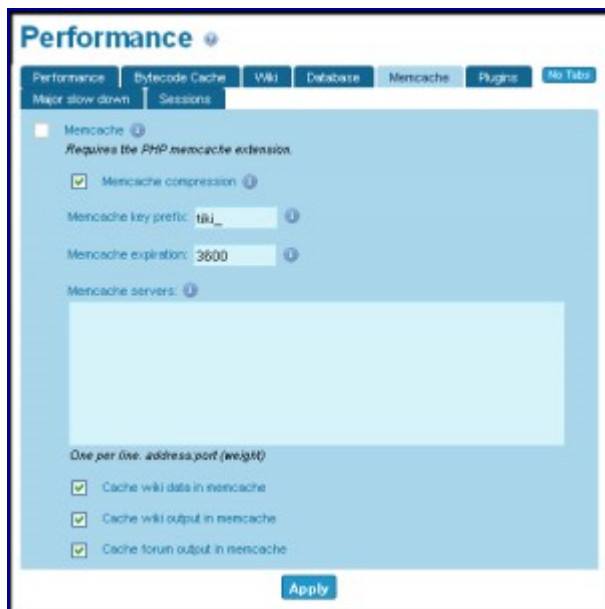 Performance
Performance Bytecode Cache Wiki Database Memcache Plugins No Tabs
Major slow down Sessions
Memcache
Requires the PHP memcache extension.
Memcache compression
Memcache key prefix: tiki_
Memcache expiration: 3600
Memcache servers:
One per line. address:port (weight)
Cache wiki data in memcache
Cache wiki output in memcache
Cache forum output in memcache
Apply